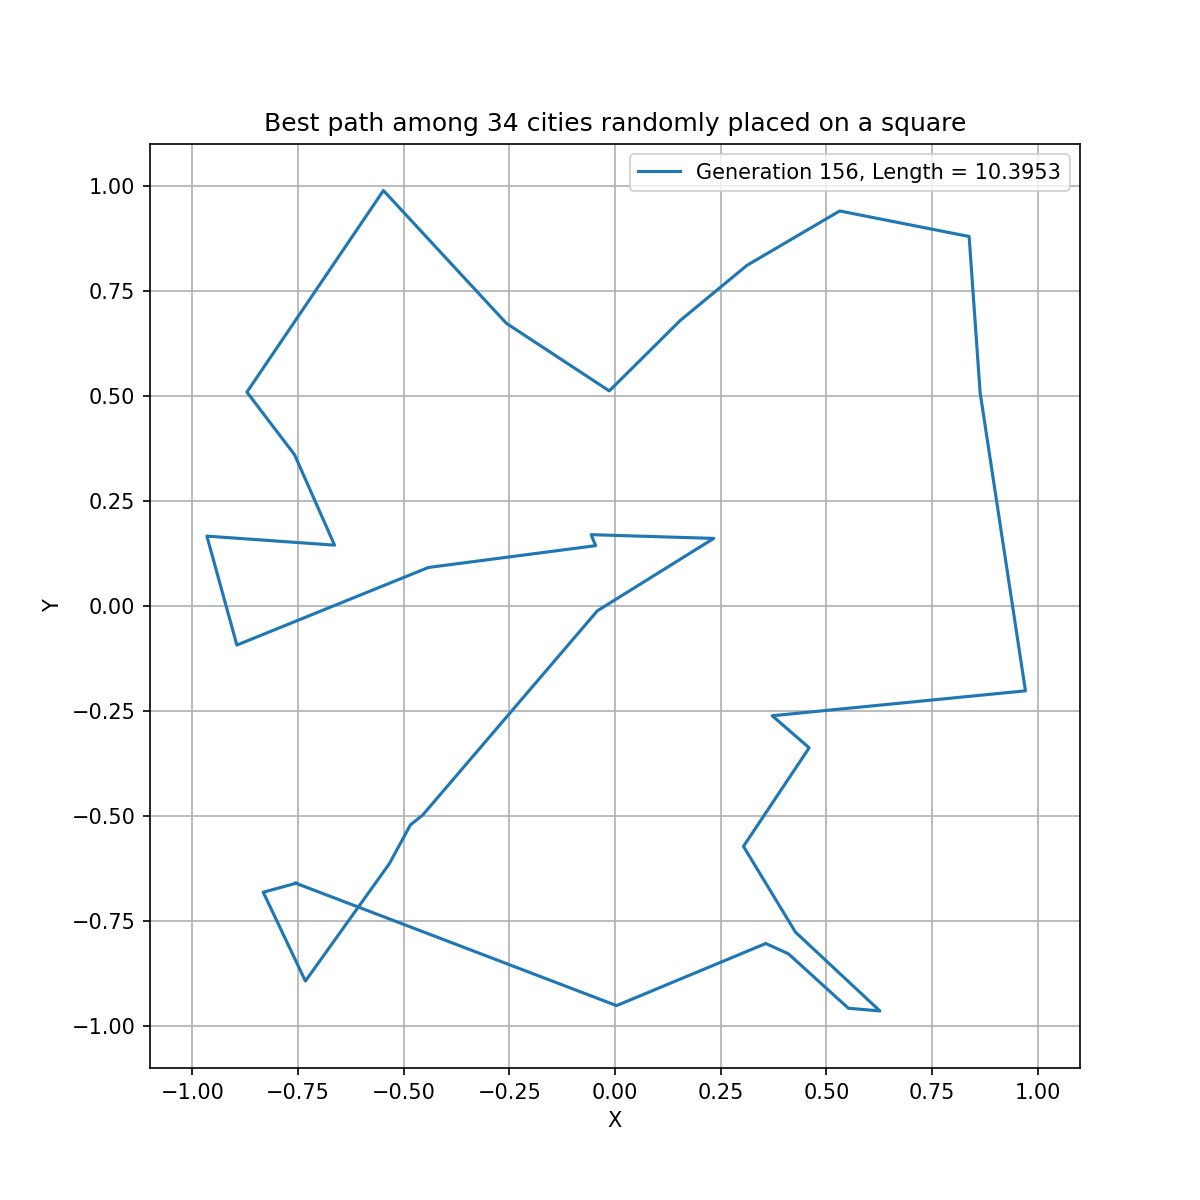 Best path among 34 cities randomly placed on a square
Generation 156, Length = 10.3953
1.00
0.75
0.50
0.25
0.00
−0.25
−0.50
−0.75
−1.00
Y
−1.00 −0.75 −0.50 −0.25 0.00 0.25 0.50 0.75 1.00
X